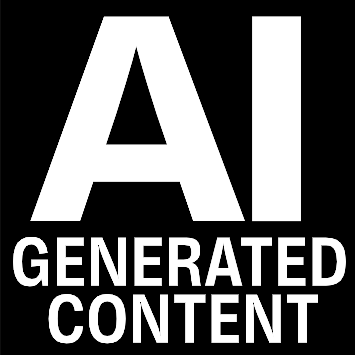 AI
GENERATED
CONTENT